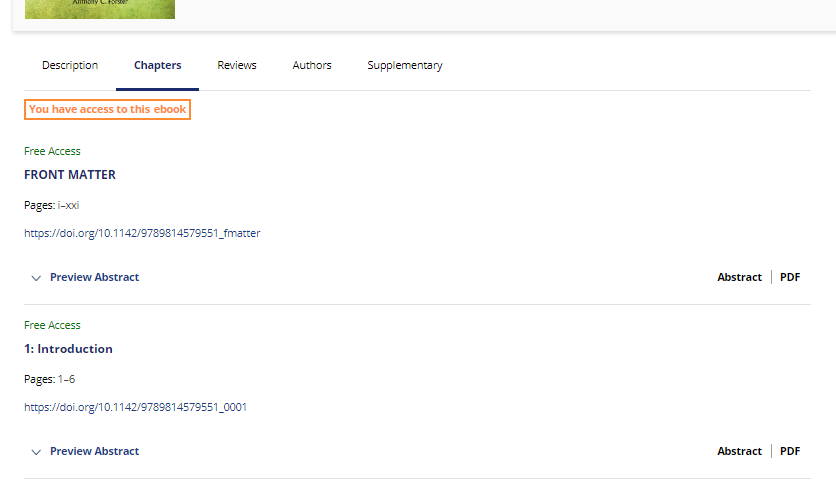 Anthony C. Forster
Description Chapters Reviews Authors Supplementary
You have access to this ebook
Free Access
FRONT MATTER
Pages: i–xxi
https://doi.org/10.1142/9789814579551_fmatter
Preview Abstract Abstract PDF
Free Access
1: Introduction
Pages: 1–6
https://doi.org/10.1142/9789814579551_0001
Preview Abstract Abstract PDF